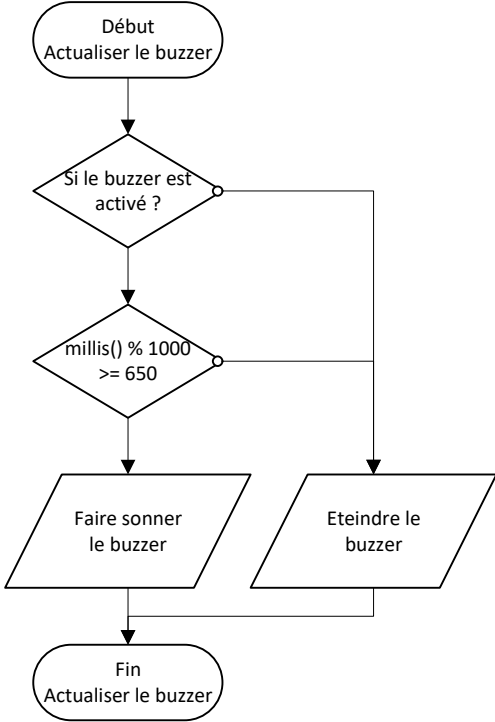 Début
Actualiser le buzzer
Si le buzzer est
activé ?
millis() % 1000
>= 650
Faire sonner
le buzzer
Eteindre le
buzzer
Fin
Actualiser le buzzer